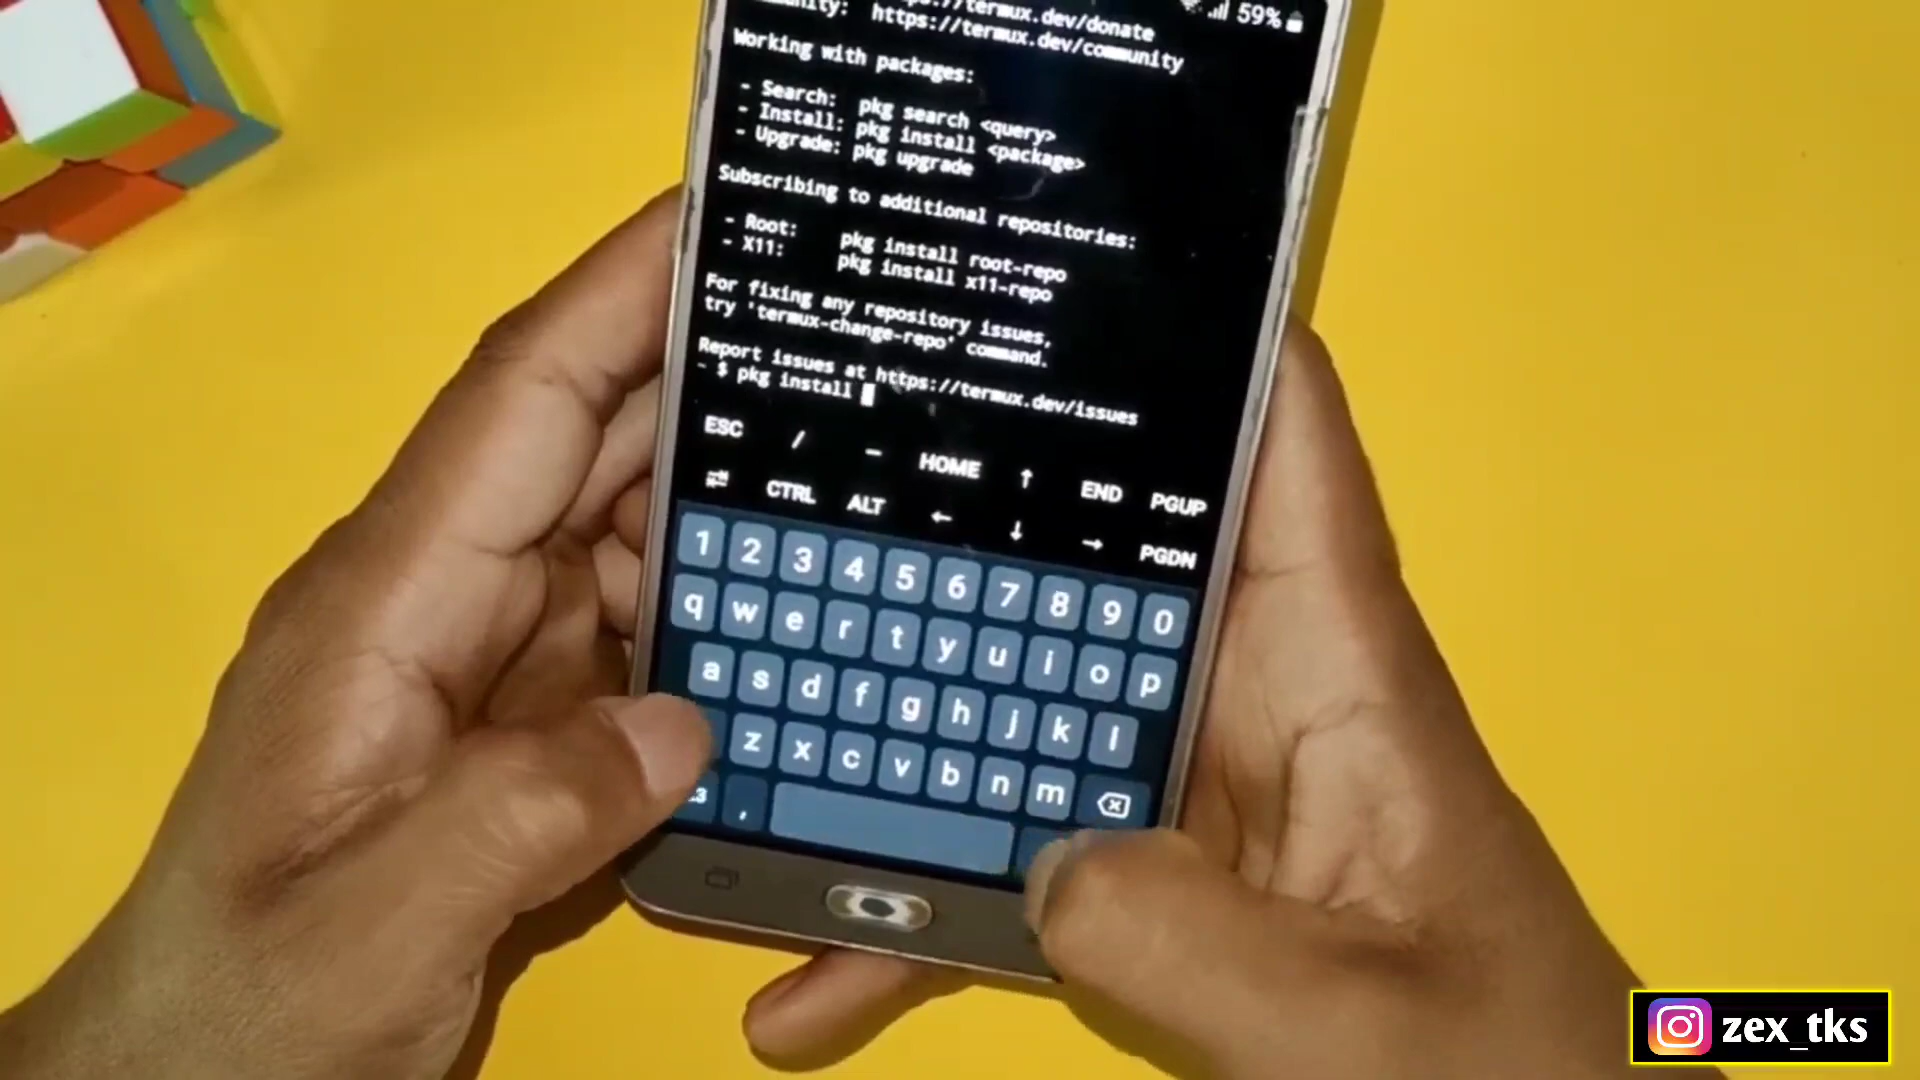 59%
://termux.dev/donate
https://termux.dev/community
Working with packages:
- Search: pkg search <query>
- Install: pkg install <package>
- Upgrade: pkg upgrade
Subscribing to additional repositories:
- Root: pkg install root-repo
- X11: pkg install x11-repo
For fixing any repository issues,
try 'termux-change-repo' command.
Report issues at https://termux.dev/issues
~ $ pkg install
ESC / – HOME ↑ END PGUP
⇄ CTRL ALT ← ↓ → PGDN
1 2 3 4 5 6 7 8 9 0
q w e r t y u i o p
a s d f g h j k l
z x c v b n m
,
zex_tks